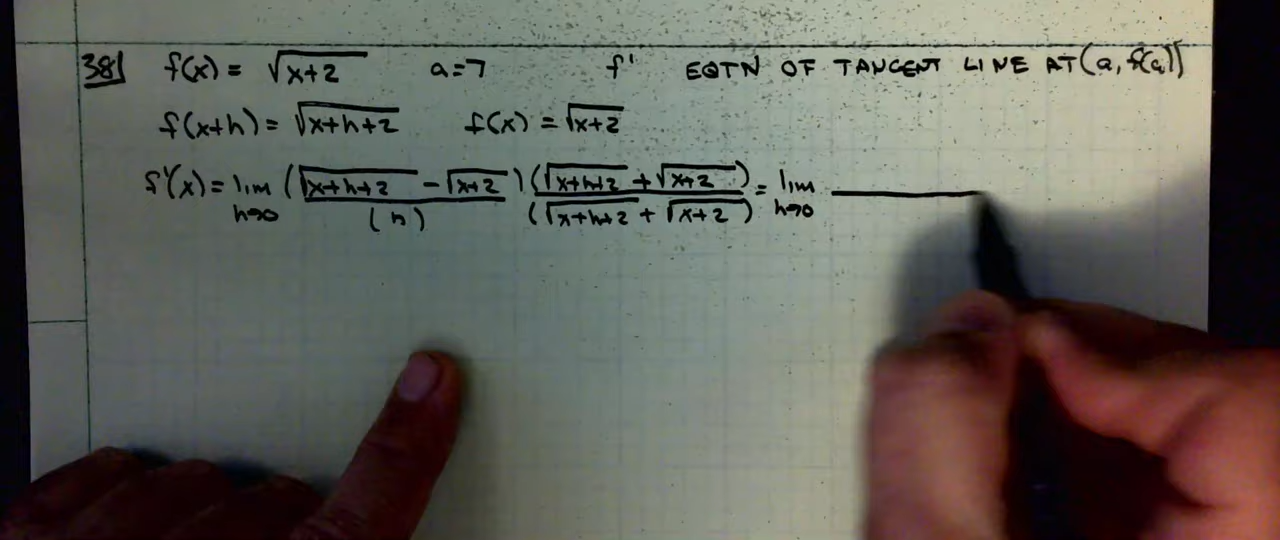 38] f(x) = √(x+2) a=7 f' EQTN OF TANGENT LINE AT (a, f(a))
f(x+h) = √(x+h+2) f(x) = √(x+2)
f'(x) = lim h→0 (√(x+h+2) - √(x+2))/(h) (√(x+h+2) + √(x+2))/(√(x+h+2) + √(x+2)) = lim h→0